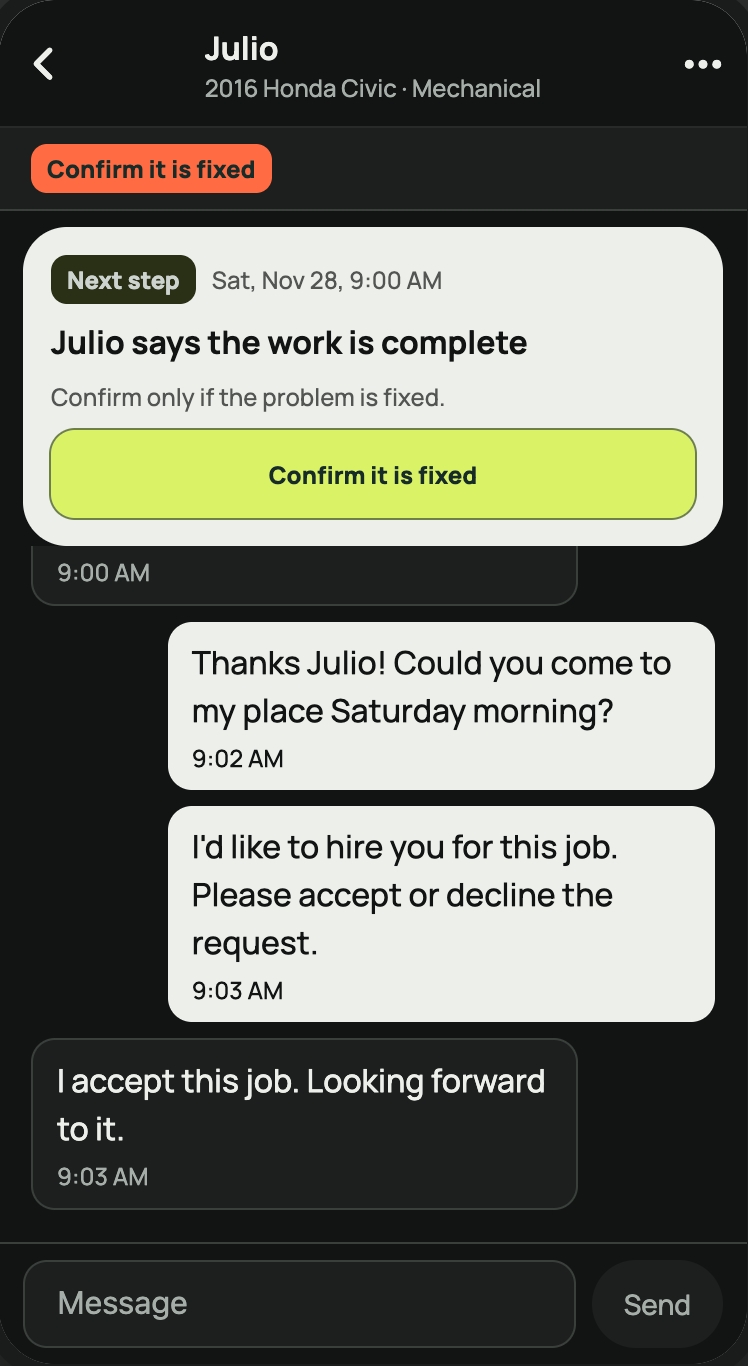 Julio
2016 Honda Civic · Mechanical
Confirm it is fixed
Next step Sat, Nov 28, 9:00 AM
Julio says the work is complete
Confirm only if the problem is fixed.
Confirm it is fixed
9:00 AM
Thanks Julio! Could you come to
my place Saturday morning?
9:02 AM
I'd like to hire you for this job.
Please accept or decline the
request.
9:03 AM
I accept this job. Looking forward
to it.
9:03 AM
Message Send